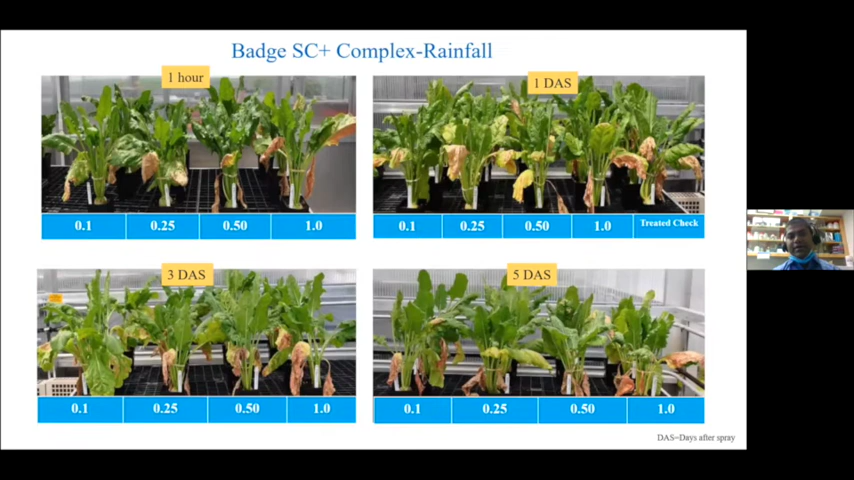 Badge SC+ Complex-Rainfall
1 hour
0.1 0.25 0.50 1.0
1 DAS
0.1 0.25 0.50 1.0 Treated Check
3 DAS
0.1 0.25 0.50 1.0
5 DAS
0.1 0.25 0.50 1.0
DAS=Days after spray